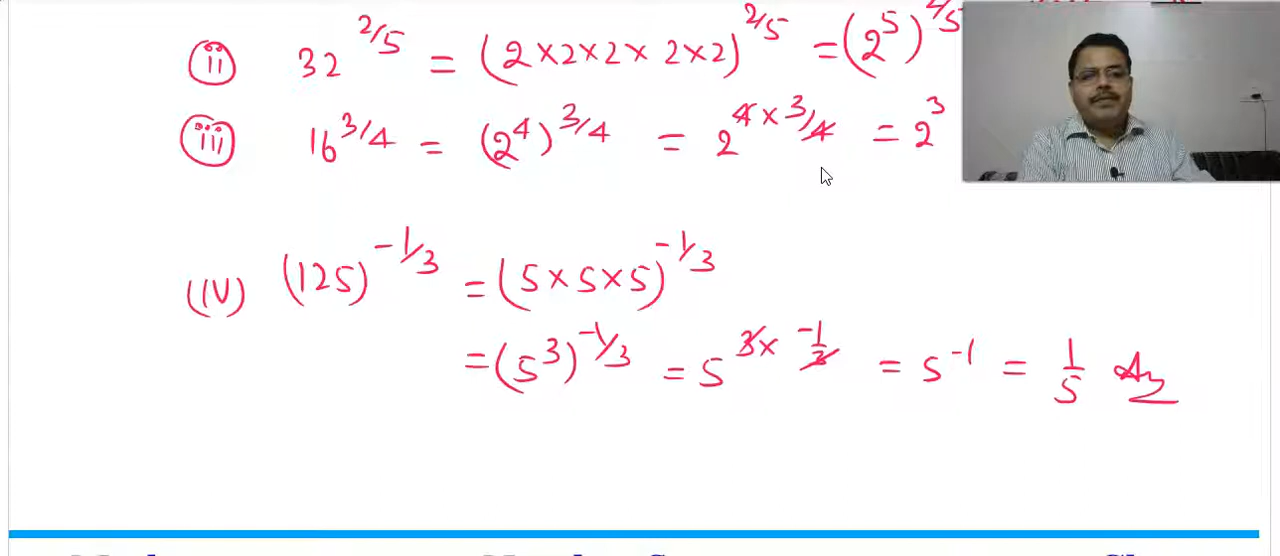 (ii) 32^2/5 = (2×2×2×2×2)^2/5 = (2^5)^2/5
(iii) 16^3/4 = (2^4)^3/4 = 2^4×3/4 = 2^3
(iv) (125)^-1/3 = (5×5×5)^-1/3
= (5^3)^-1/3 = 5^3×-1/3 = 5^-1 = 1/5 Ans